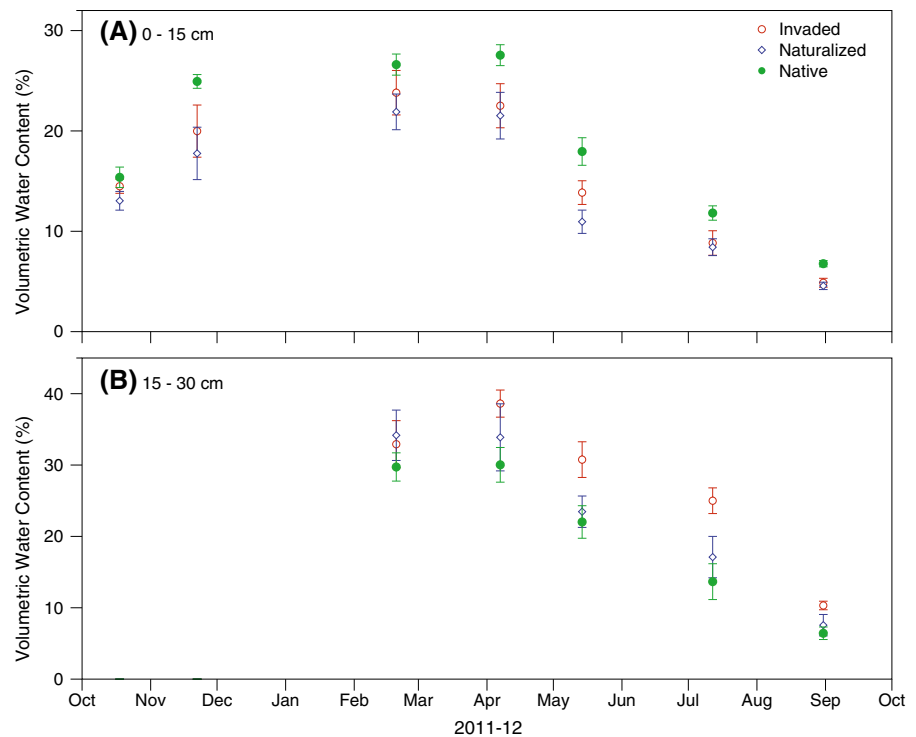 (A) 0 - 15 cm
Invaded
Naturalized
Native
Volumetric Water Content (%)
30
20
10
0
(B) 15 - 30 cm
Volumetric Water Content (%)
40
30
20
10
0
Oct Nov Dec Jan Feb Mar Apr May Jun Jul Aug Sep Oct
2011-12